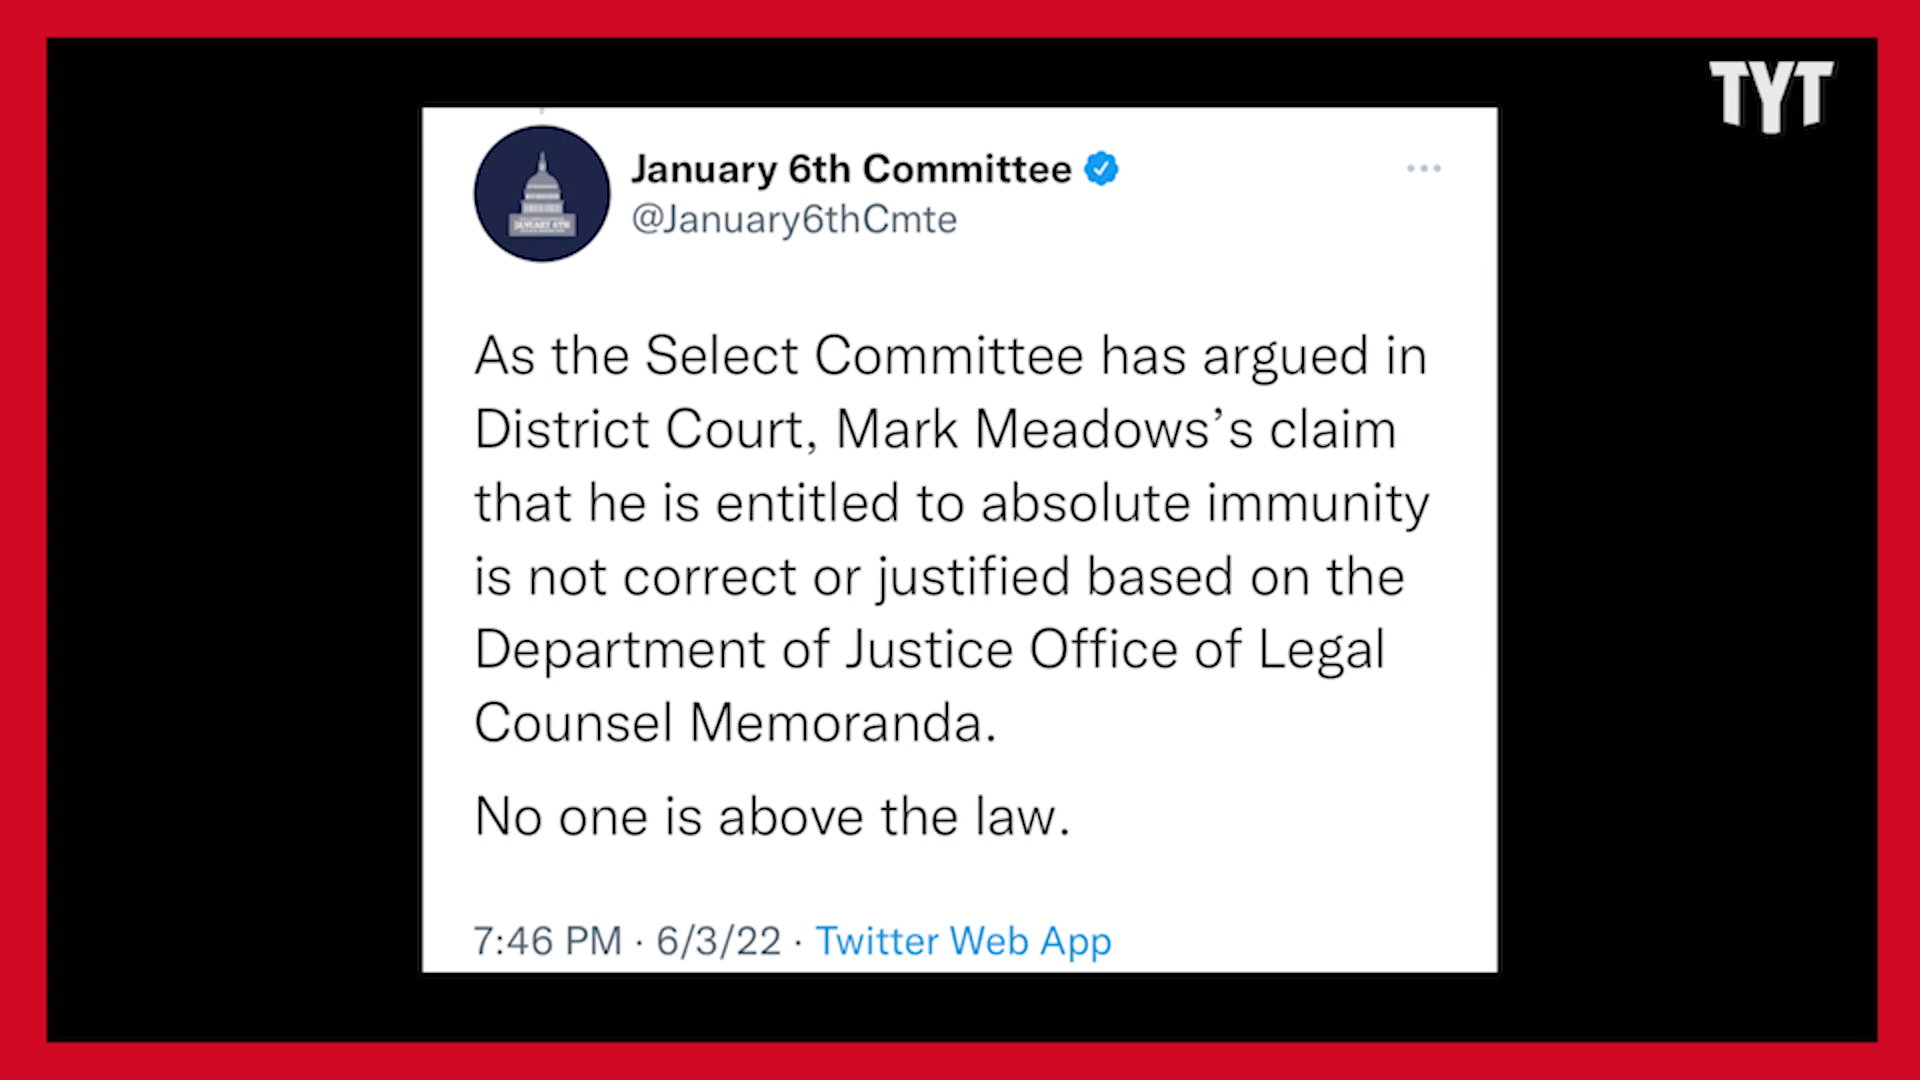 TYT
January 6th Committee
@January6thCmte
JANUARY 6TH
As the Select Committee has argued in
District Court, Mark Meadows’s claim
that he is entitled to absolute immunity
is not correct or justified based on the
Department of Justice Office of Legal
Counsel Memoranda.
No one is above the law.
7:46 PM · 6/3/22 · Twitter Web App